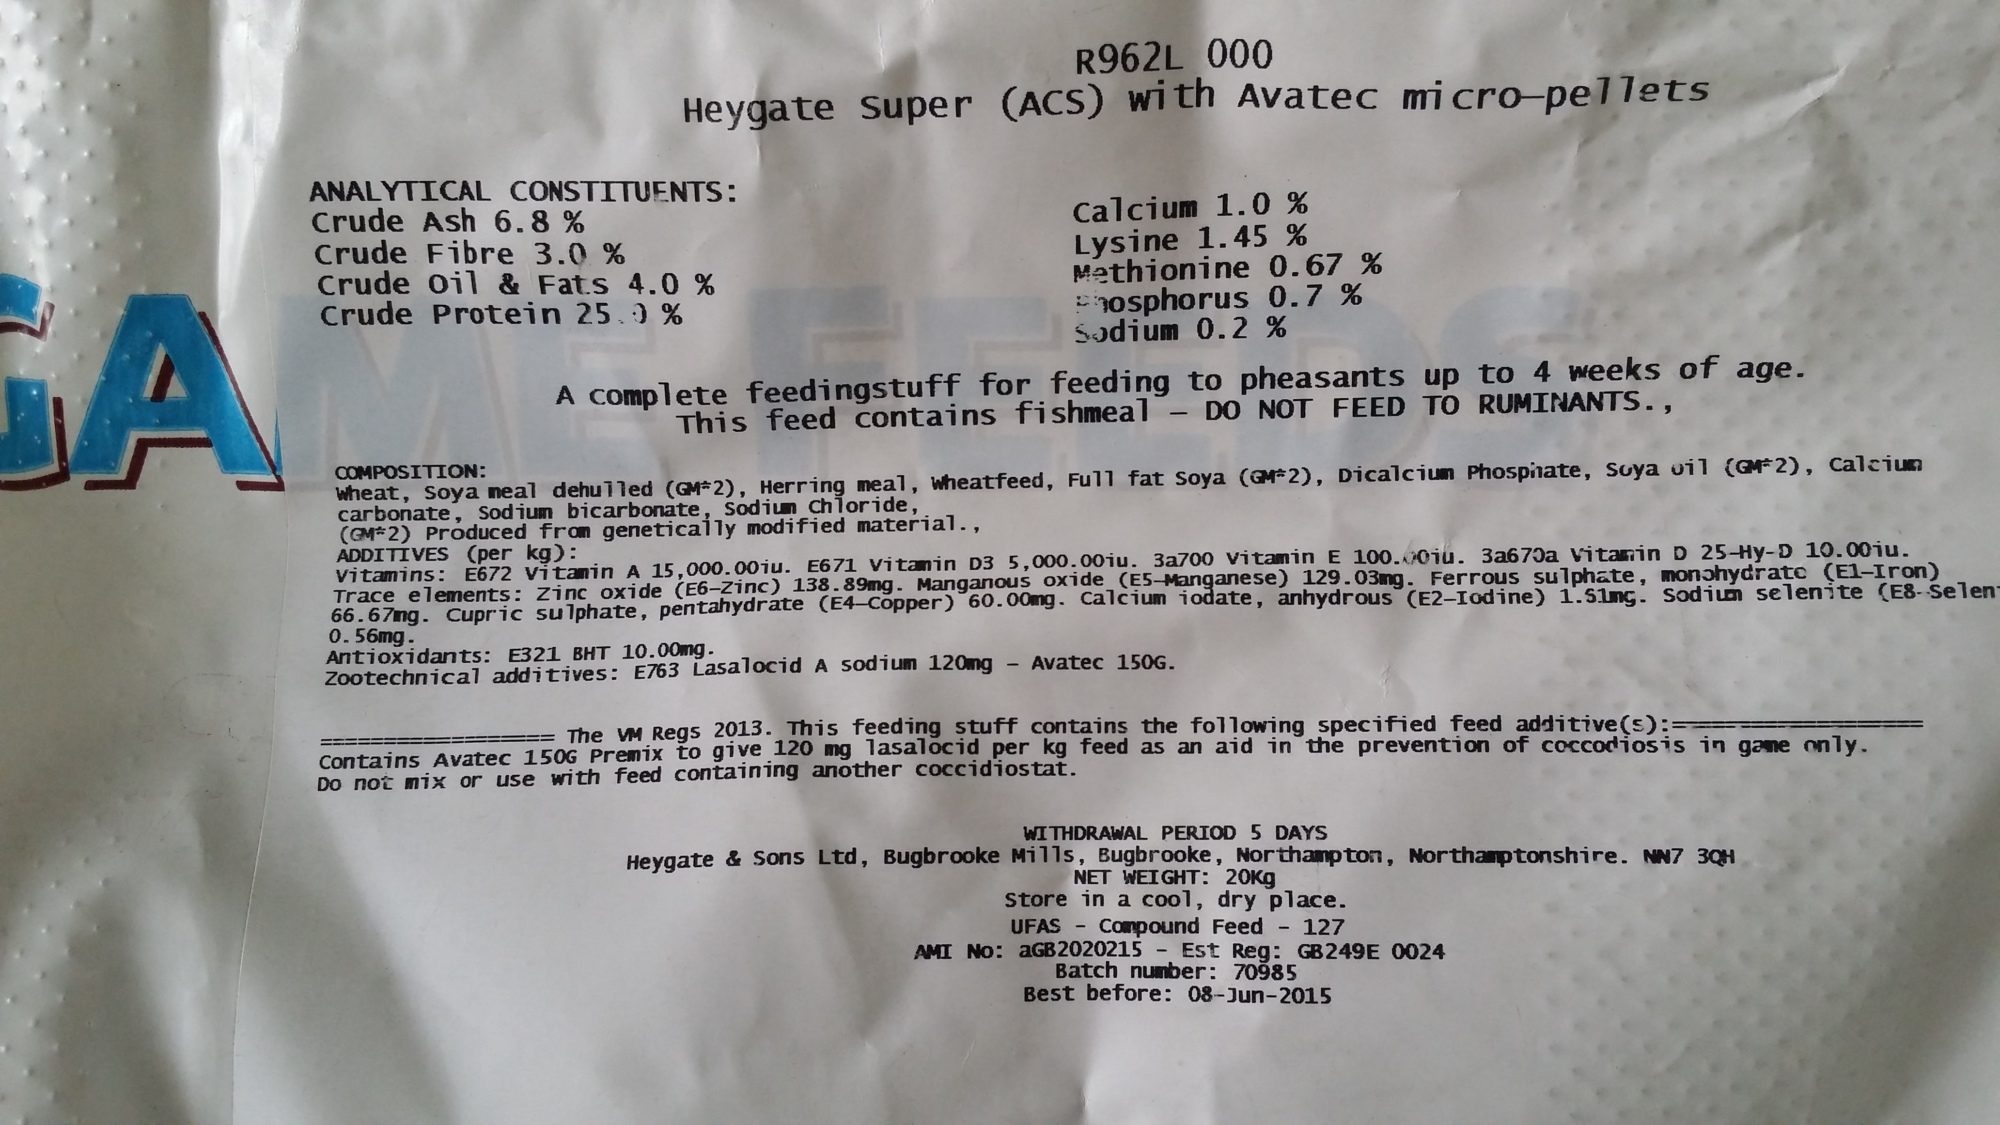 R962L 000
Heygate Super (ACS) with Avatec micro-pellets
ANALYTICAL CONSTITUENTS:
Crude Ash 6.8 %
Crude Fibre 3.0 %
Crude Oil & Fats 4.0 %
Crude Protein 25.0 %
Calcium 1.0 %
Lysine 1.45 %
Methionine 0.67 %
Phosphorus 0.7 %
Sodium 0.2 %
GAME FEEDS
A complete feedingstuff for feeding to pheasants up to 4 weeks of age.
This feed contains fishmeal - DO NOT FEED TO RUMINANTS.,
COMPOSITION:
Wheat, Soya meal dehulled (GM*2), Herring meal, Wheatfeed, Full fat Soya (GM*2), Dicalcium Phosphate, Soya oil (GM*2), Calcium
carbonate, Sodium bicarbonate, Sodium Chloride,
(GM*2) Produced from genetically modified material.,
ADDITIVES (per kg):
Vitamins: E672 Vitamin A 15,000.00iu. E671 Vitamin D3 5,000.00iu. 3a700 Vitamin E 100.00iu. 3a670a Vitamin D 25-Hy-D 10.00iu.
Trace elements: Zinc oxide (E6-Zinc) 138.89mg. Manganous oxide (E5-Manganese) 129.03mg. Ferrous sulphate, monohydrate (E1-Iron)
66.67mg. Cupric sulphate, pentahydrate (E4-Copper) 60.00mg. Calcium iodate, anhydrous (E2-Iodine) 1.51mg. Sodium selenite (E8-Selen
0.56mg.
Antioxidants: E321 BHT 10.00mg.
Zootechnical additives: E763 Lasalocid A sodium 120mg - Avatec 150G.
================== The VM Regs 2013. This feeding stuff contains the following specified feed additive(s):====================
Contains Avatec 150G Premix to give 120 mg lasalocid per kg feed as an aid in the prevention of coccodiosis in game only.
Do not mix or use with feed containing another coccidiostat.
WITHDRAWAL PERIOD 5 DAYS
Heygate & Sons Ltd, Bugbrooke Mills, Bugbrooke, Northampton, Northamptonshire. NN7 3QH
NET WEIGHT: 20Kg
Store in a cool, dry place.
UFAS - Compound Feed - 127
AMI No: aGB2020215 - Est Reg: GB249E 0024
Batch number: 70985
Best before: 08-Jun-2015